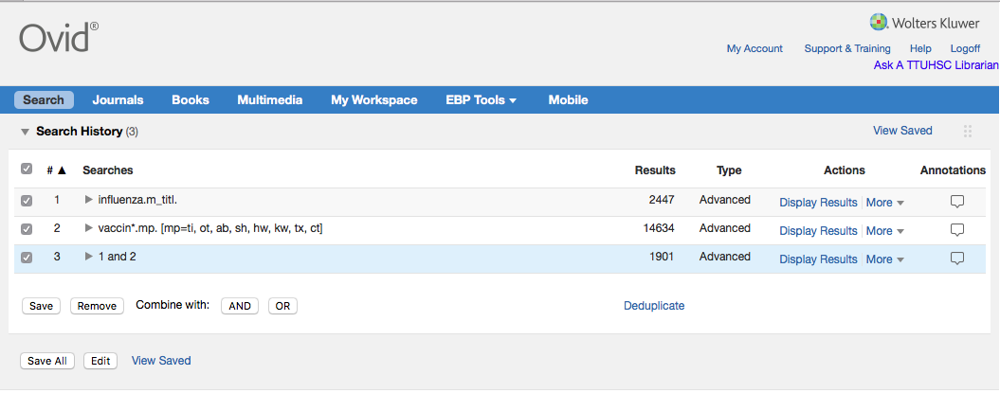 Ovid®
Wolters Kluwer
My Account Support & Training Help Logoff
Ask A TTUHSC Librarian
Search Journals Books Multimedia My Workspace EBP Tools ▼ Mobile
▼ Search History (3) View Saved
# ▲ Searches Results Type Actions Annotations
1 ▶ influenza.m_titl. 2447 Advanced Display Results | More ▼
2 ▶ vaccin*.mp. [mp=ti, ot, ab, sh, hw, kw, tx, ct] 14634 Advanced Display Results | More ▼
3 ▶ 1 and 2 1901 Advanced Display Results | More ▼
Save Remove Combine with: AND OR Deduplicate
Save All Edit View Saved